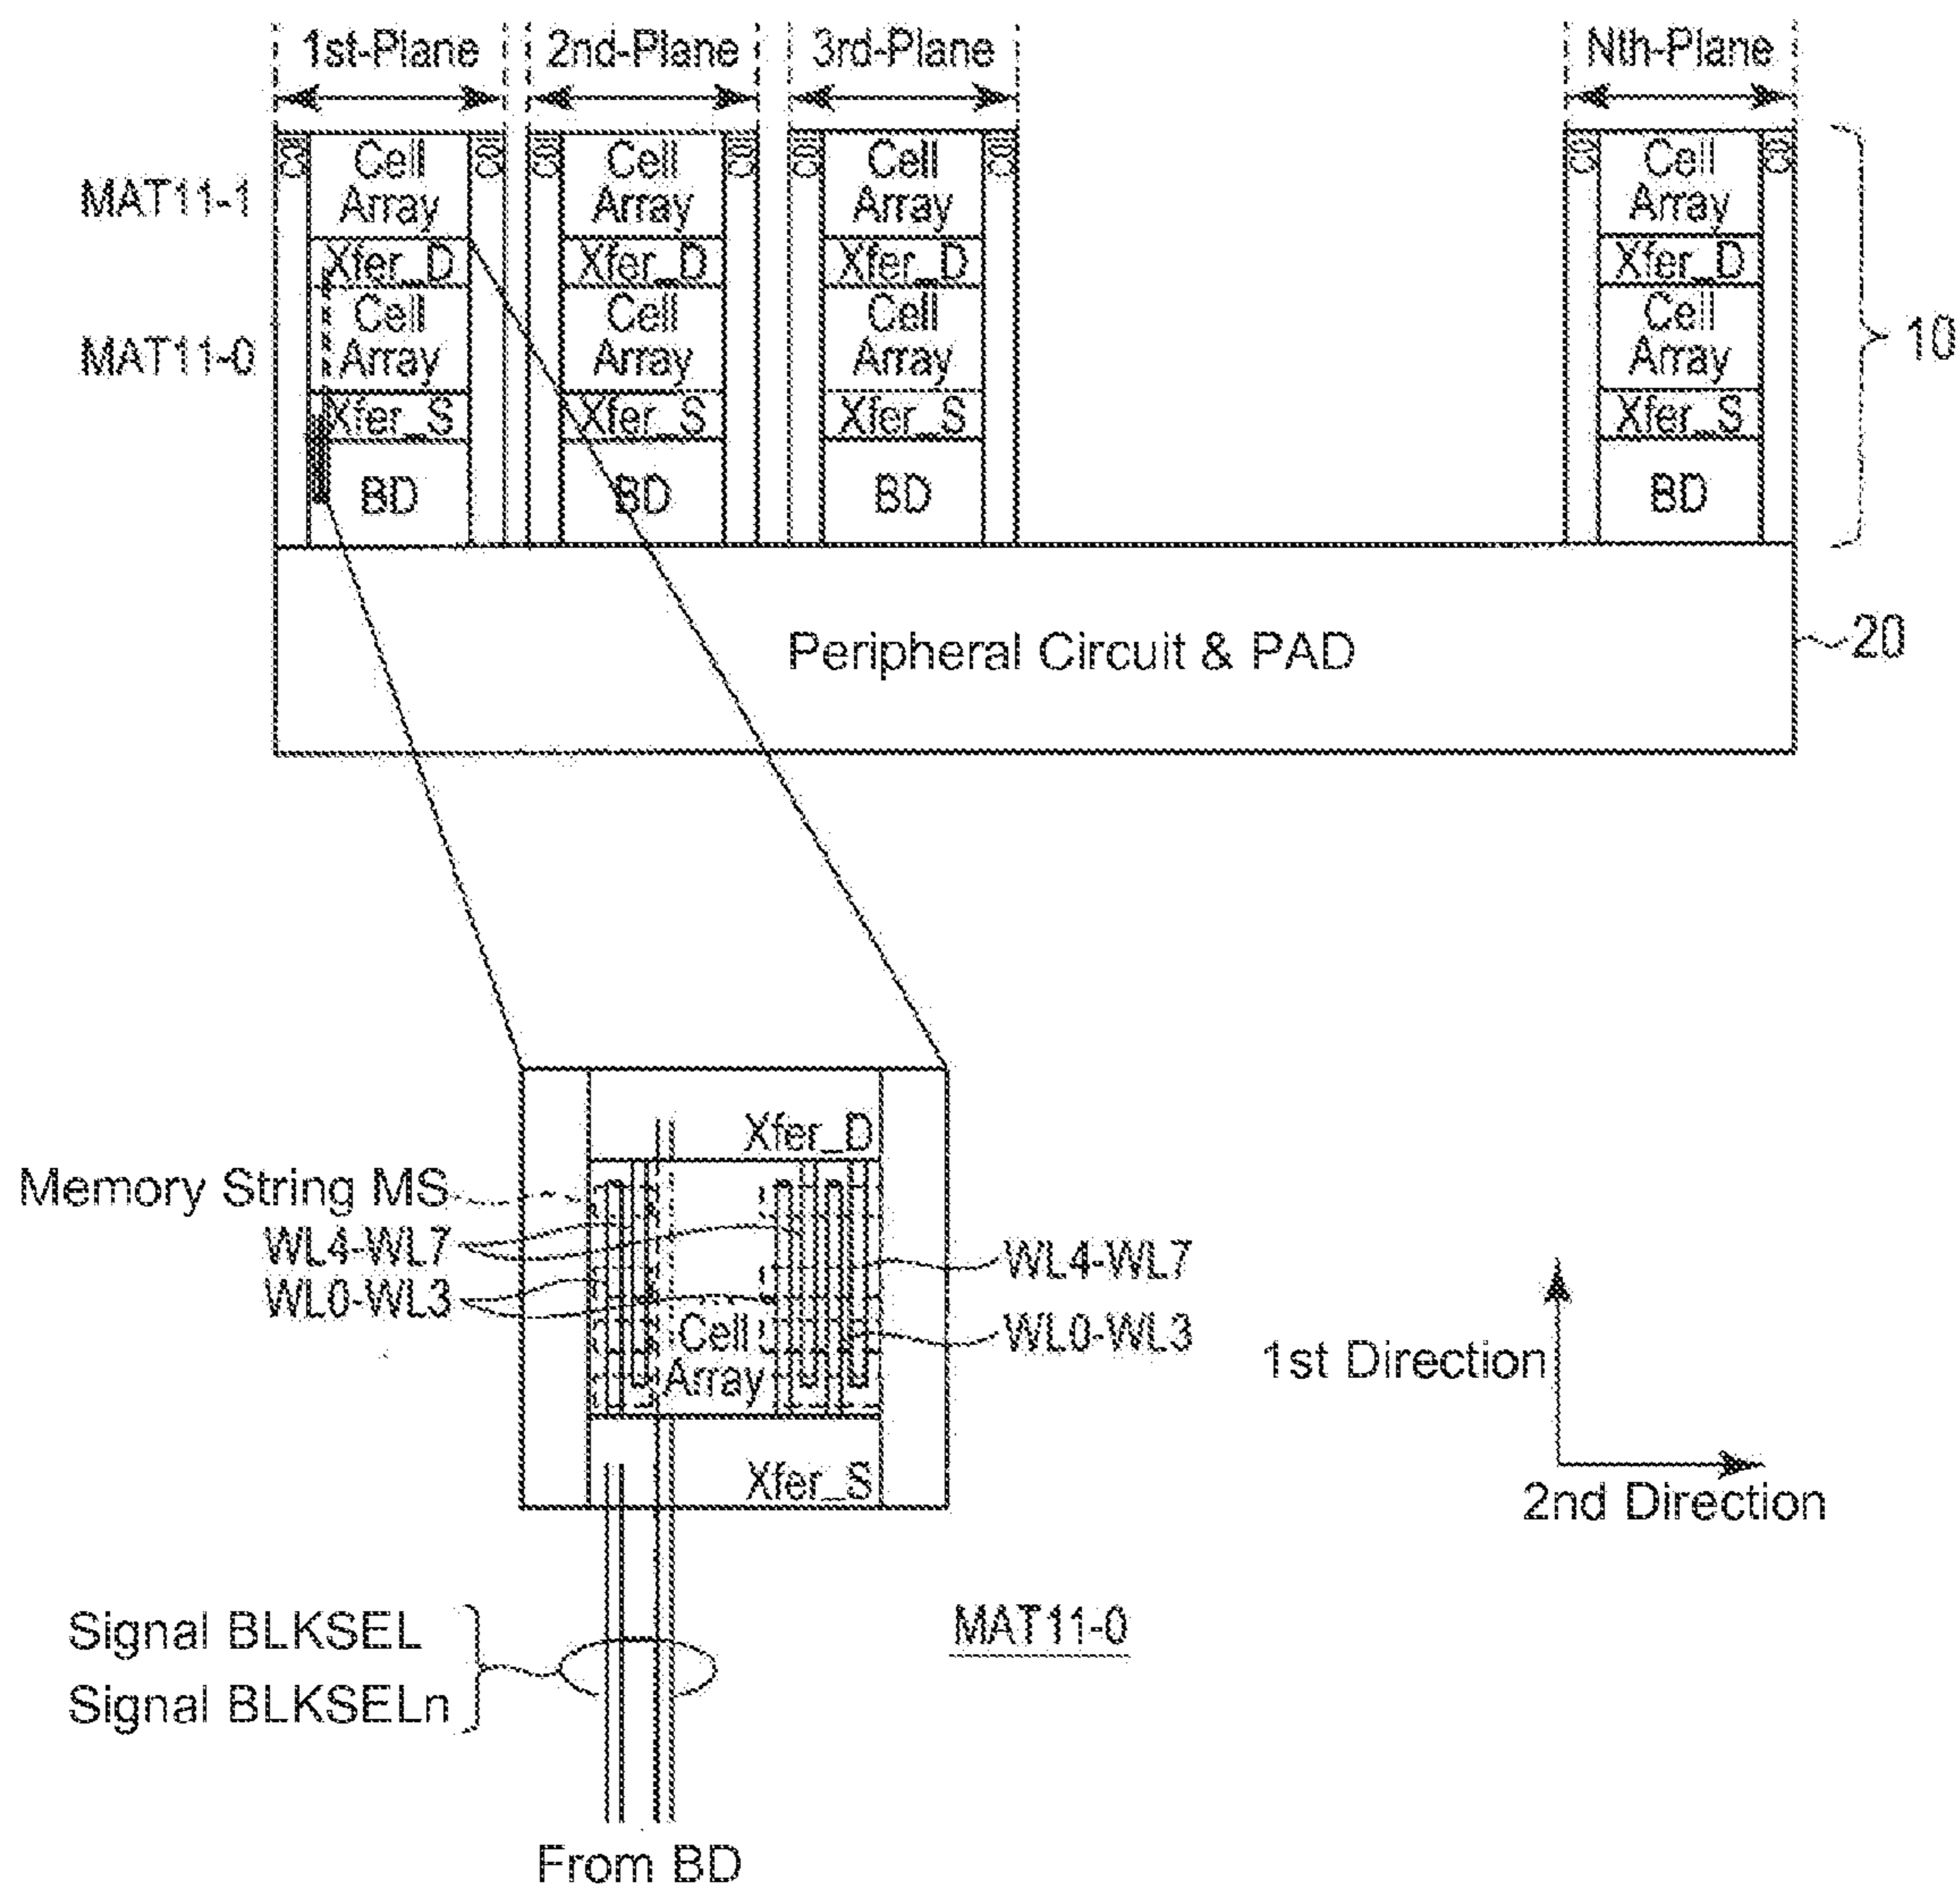 1st-Plane 2nd-Plane 3rd-Plane Nth-Plane
Cell Array Cell Array Cell Array Cell Array
MAT11-1
Xfer_D Xfer_D Xfer_D Xfer_D
Cell Array Cell Array Cell Array Cell Array
MAT11-0
10
Xfer_S Xfer_S Xfer_S Xfer_S
BD BD BD BD
Peripheral Circuit & PAD
20
Xfer_D
Memory String MS
WL4-WL7
WL0-WL3
WL4-WL7
WL0-WL3
Cell
Array
Xfer_S
1st Direction
2nd Direction
Signal BLKSEL
Signal BLKSELn
MAT11-0
From BD